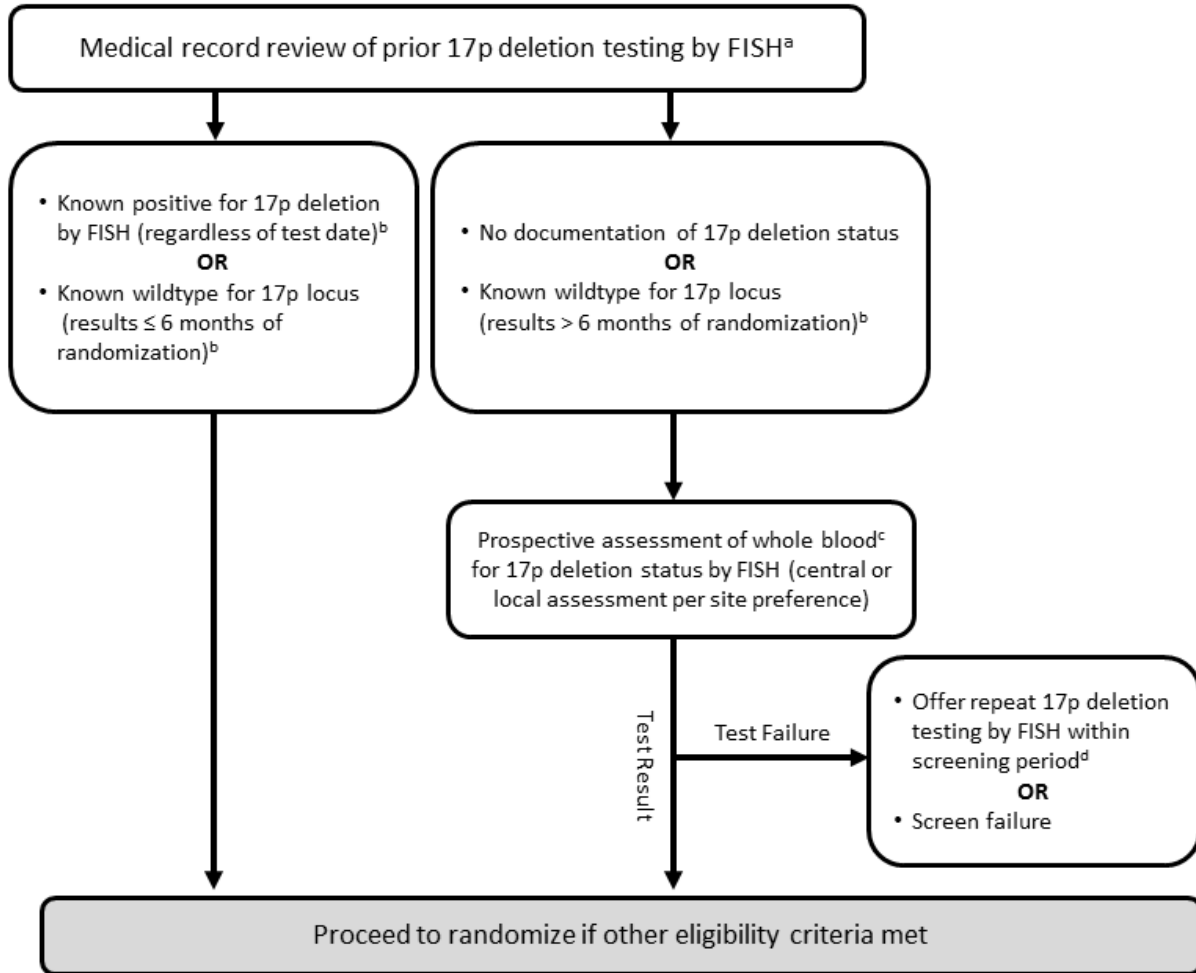 Medical record review of prior 17p deletion testing by FISHᵃ
• Known positive for 17p deletion
by FISH (regardless of test date)ᵇ
OR
• Known wildtype for 17p locus
(results ≤ 6 months of
randomization)ᵇ
• No documentation of 17p deletion status
OR
• Known wildtype for 17p locus
(results > 6 months of randomization)ᵇ
Prospective assessment of whole bloodᶜ
for 17p deletion status by FISH (central or
local assessment per site preference)
Test Result
Test Failure
• Offer repeat 17p deletion
testing by FISH within
screening periodᵈ
OR
• Screen failure
Proceed to randomize if other eligibility criteria met